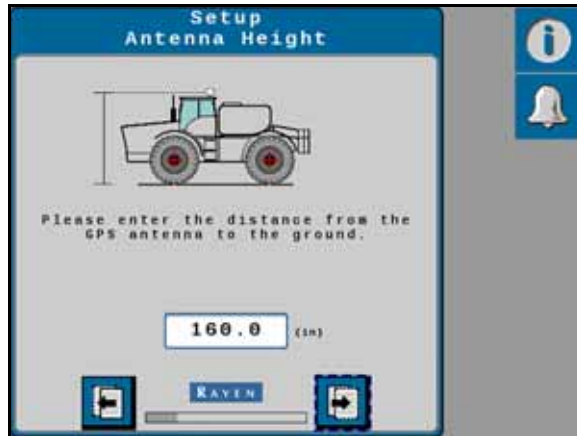 Setup
Antenna Height
Please enter the distance from the
GPS antenna to the ground.
160.0 (in)
RAVEN